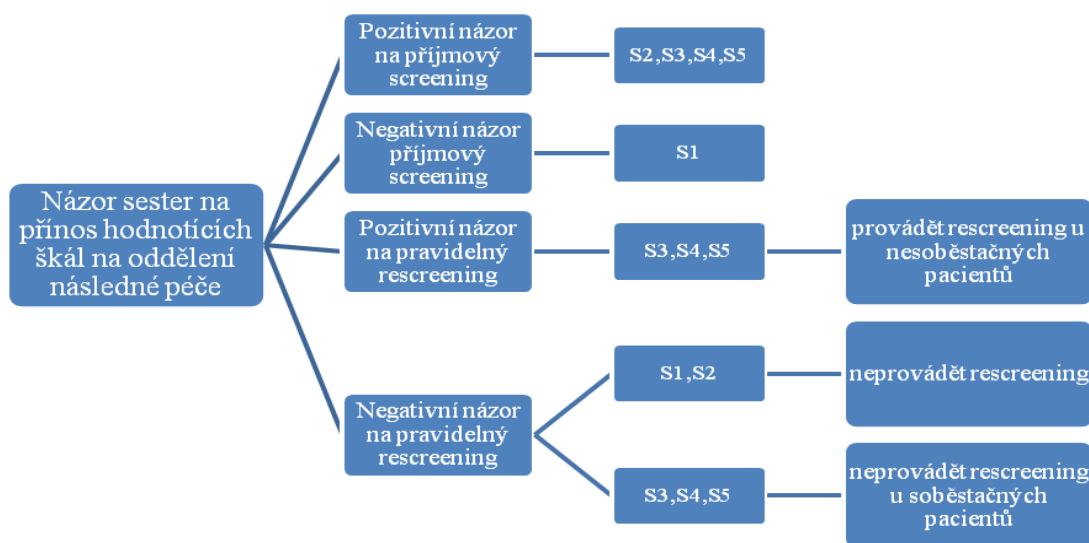 Názor sester na
přínos hodnotících
škál na oddělení
následné péče
Pozitivní názor
na příjmový
screening
S2,S3,S4,S5
Negativní názor
příjmový
screening
S1
Pozitivní názor
na pravidelný
rescreening
S3,S4,S5
provádět rescreening u
nesoběstačných
pacientů
Negativní názor
na pravidelný
rescreening
S1,S2
neprovádět rescreening
S3,S4,S5
neprovádět rescreening
u soběstačných
pacientů